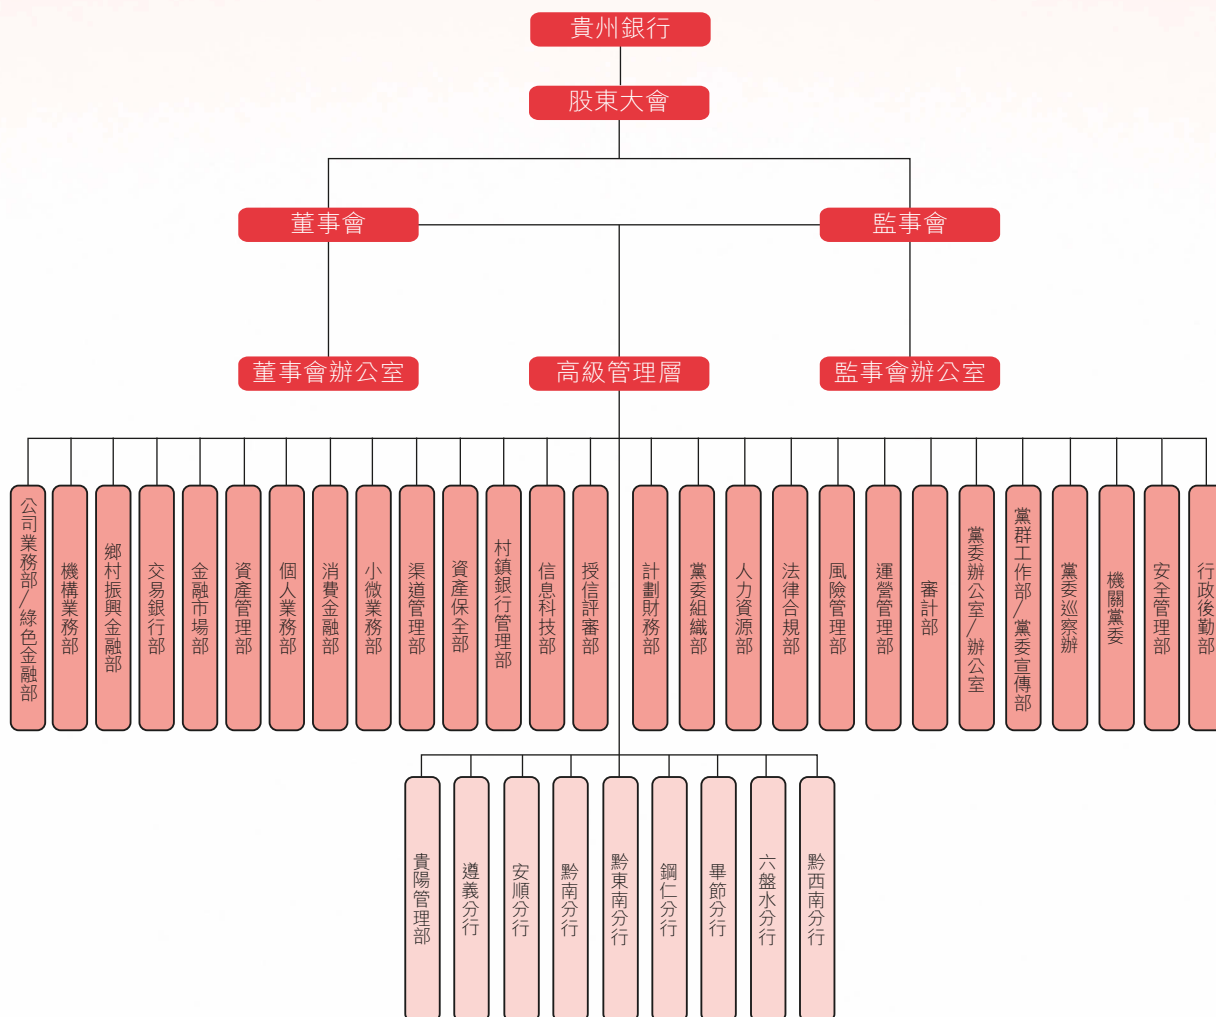 貴州銀行
股東大會
董事會
監事會
董事會辦公室
高級管理層
監事會辦公室
公司業務部/綠色金融部
機構業務部
鄉村振興金融部
交易銀行部
金融市場部
資產管理部
個人業務部
消費金融部
小微業務部
渠道管理部
資產保全部
村鎮銀行管理部
信息科技部
授信評審部
計劃財務部
黨委組織部
人力資源部
法律合規部
風險管理部
運營管理部
審計部
黨委辦公室/辦公室
黨群工作部/黨委宣傳部
黨委巡察辦
機關黨委
安全管理部
行政後勤部
貴陽管理部
遵義分行
安順分行
黔南分行
黔東南分行
鋼仁分行
畢節分行
六盤水分行
黔西南分行